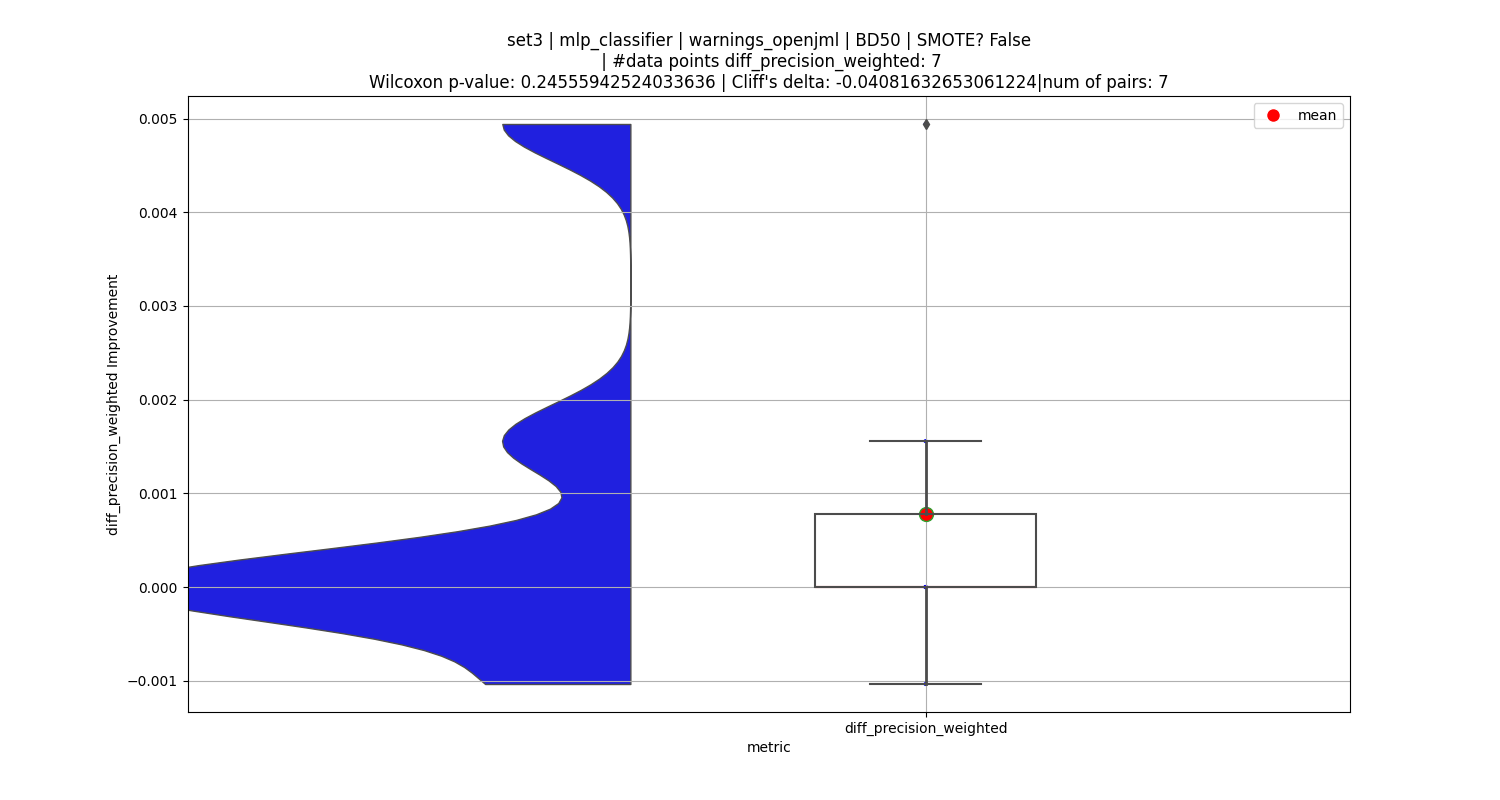 set3 | mlp_classifier | warnings_openjml | BD50 | SMOTE? False
| #data points diff_precision_weighted: 7
Wilcoxon p-value: 0.24555942524033636 | Cliff's delta: -0.04081632653061224|num of pairs: 7
mean
0.005
0.004
0.003
0.002
0.001
0.000
−0.001
diff_precision_weighted Improvement
diff_precision_weighted
metric